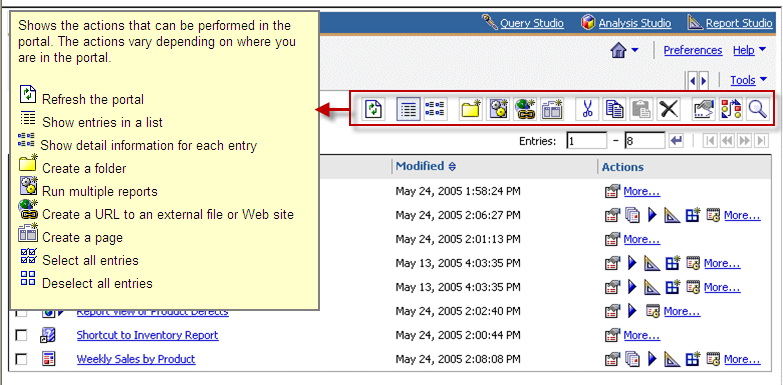 Shows the actions that can be performed in the
portal. The actions vary depending on where you
are in the portal.
Refresh the portal
Show entries in a list
Show detail information for each entry
Create a folder
Run multiple reports
Create a URL to an external file or Web site
Create a page
Select all entries
Deselect all entries
Query Studio Analysis Studio Report Studio
Preferences Help
Tools
Entries: 1 - 8
Modified Actions
May 24, 2005 1:58:24 PM More...
May 24, 2005 2:06:27 PM More...
May 24, 2005 2:01:13 PM More...
May 13, 2005 4:03:35 PM More...
May 13, 2005 4:03:35 PM More...
Report View of Product Defects May 24, 2005 2:02:40 PM More...
Shortcut to Inventory Report May 24, 2005 2:00:44 PM More...
Weekly Sales by Product May 24, 2005 2:08:08 PM More...